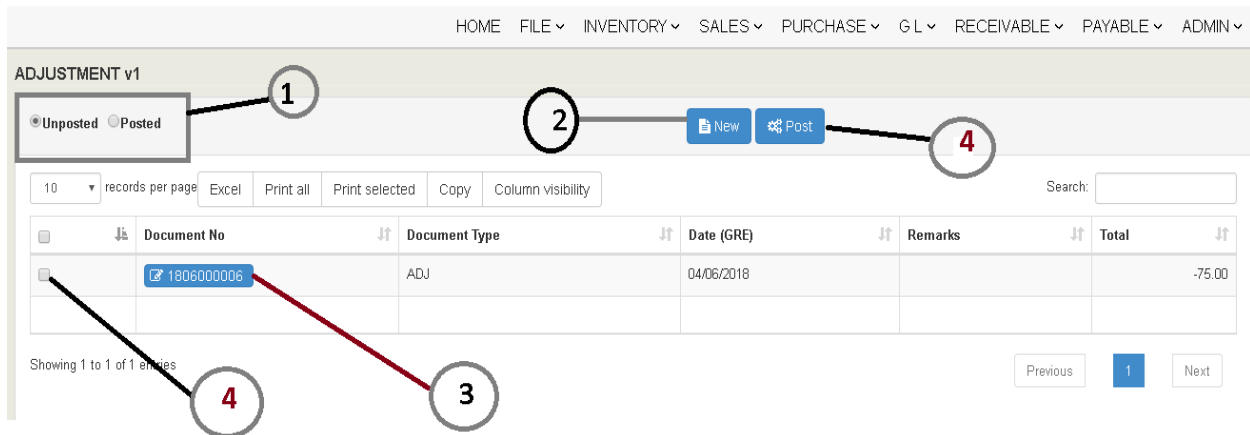 HOME FILE INVENTORY SALES PURCHASE G L RECEIVABLE PAYABLE ADMIN
ADJUSTMENT v1
1
Unposted Posted
2
New Post
4
10 records per page Excel Print all Print selected Copy Column visibility Search:
Document No Document Type Date (GRE) Remarks Total
1806000006 ADJ 04/06/2018 -75.00
Showing 1 to 1 of 1 entries
Previous 1 Next
4
3